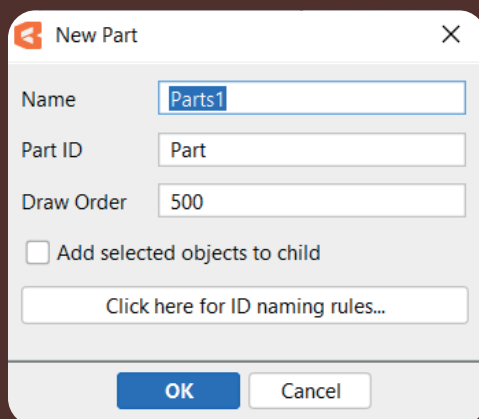 New Part
Name Parts1
Part ID Part
Draw Order 500
Add selected objects to child
Click here for ID naming rules...
OK Cancel